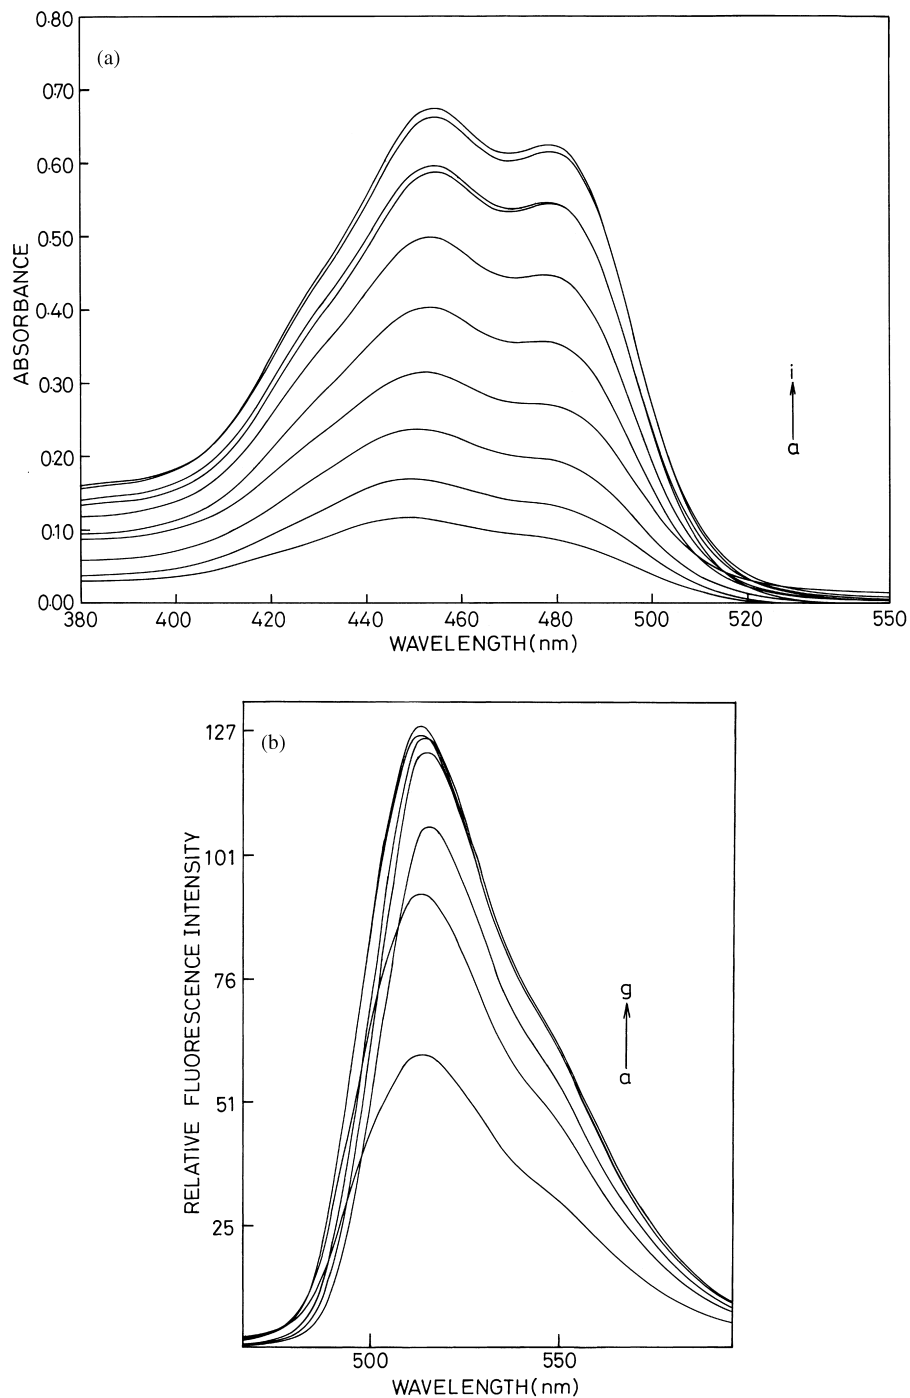 (a)
0.80
0.70
0.60
0.50
0.40
0.30
0.20
0.10
0.00
ABSORBANCE
i
a
380 400 420 440 460 480 500 520 550
WAVELENGTH(nm)
(b)
127
101
76
51
25
RELATIVE FLUORESCENCE INTENSITY
g
a
500 550
WAVELENGTH(nm)